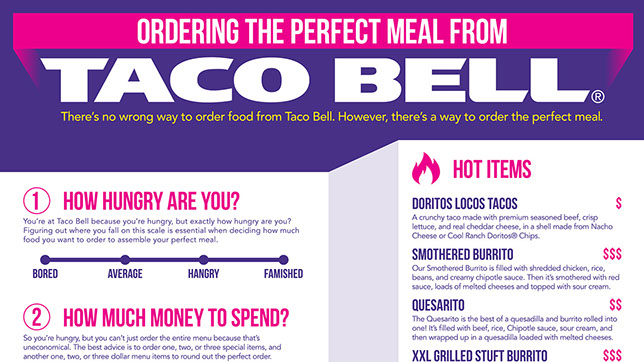 ORDERING THE PERFECT MEAL FROM
TACO BELL®
There's no wrong way to order food from Taco Bell. However, there's a way to order the perfect meal.
1 HOW HUNGRY ARE YOU?
You're at Taco Bell because you're hungry, but exactly how hungry are you?
Figuring out where you fall on this scale is essential when deciding how much
food you want to order to assemble your perfect meal.
BORED AVERAGE HANGRY FAMISHED
2 HOW MUCH MONEY TO SPEND?
So you're hungry, but you can't just order the entire menu because that's
uneconomical. The best advice is to order one, two, or three special items, and
another one, two, or three dollar menu items to round out the perfect order.
HOT ITEMS
DORITOS LOCOS TACOS $
A crunchy taco made with premium seasoned beef, crisp
lettuce, and real cheddar cheese, in a shell made from Nacho
Cheese or Cool Ranch Doritos® Chips.
SMOTHERED BURRITO $$$
Our Smothered Burrito is filled with shredded chicken, rice,
beans, and creamy chipotle sauce. Then it's smothered with red
sauce, loads of melted cheeses and topped with sour cream.
QUESARITO $$
The Quesarito is the best of a quesadilla and burrito rolled into
one! It's filled with beef, rice, Chipotle sauce, sour cream, and
then wrapped up in a quesadilla loaded with melted cheeses.
XXL GRILLED STUFT BURRITO $$$